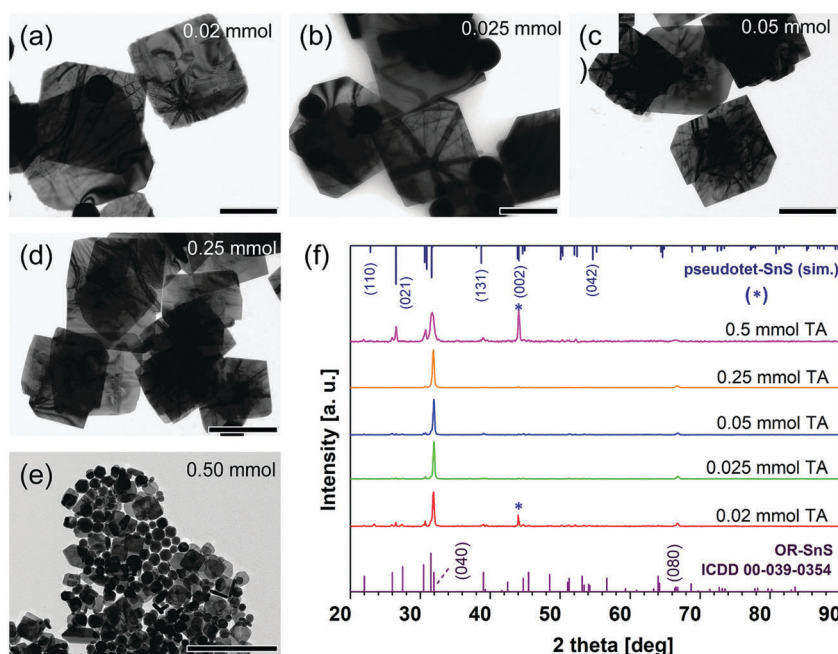 (a)
0.02 mmol
(b)
0.025 mmol
(c
)
0.05 mmol
(d)
0.25 mmol
(e)
0.50 mmol
(f)
(110)
(021)
(131)
(002)
(042)
pseudotet-SnS (sim.)
(*)
*
0.5 mmol TA
0.25 mmol TA
0.05 mmol TA
0.025 mmol TA
*
0.02 mmol TA
OR-SnS
ICDD 00-039-0354
(040)
(080)
Intensity [a. u.]
20 30 40 50 60 70 80 90
2 theta [deg]